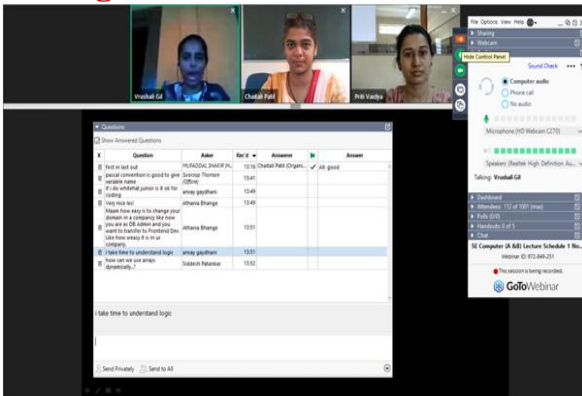 Vrushali Gil
Chaitali Patil
Priti Vaidya
File Options View Help
Sharing
Webcam
Hide Control Panel
Sound Check
Computer audio
Phone call
No audio
Microphone (HD Webcam C270)
Speakers (Realtek High Definition Au...
Talking: Vrushali Gil
Dashboard
Attendees: 112 of 1001 (max)
Polls (0/0)
Handouts: 0 of 5
Chat
SE Computer (A &B) Lecture Schedule 1 No...
Webinar ID: 972-649-251
This session is being recorded.
GoToWebinar
Questions
Show Answered Questions
X Question Asker Rec'd Answerer Answer
first in last out 13:16 Chaitali Patil (Organi... All good
pascal convention is good to give
variable name
(Offline) 13:41
if i do whitehat junior is it ok for
coding
anvay gaydhani 13:49
Very nice lec! Atharva Bhange 13:49
Maam how easy is to change your
domain in a company like now
you are as DB Admin and you
want to transfer to Frontend Dev.
Like how weasy it is in ur
company.
Atharva Bhange 13:51
i take time to understand logic anvay gaydhani 13:51
how can we use arrays
dynamically..?
Siddesh Patankar 13:52
i take time to understand logic
Send Privately Send to All